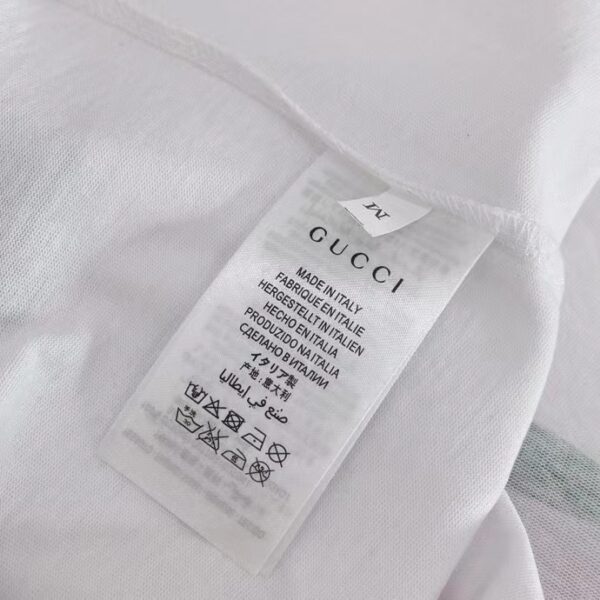 M
GUCCI
MADE IN ITALY
FABRIQUE EN ITALIE
HERGESTELLT IN ITALIEN
HECHO EN ITALIA
PRODUZIDO NA ITALIA
СДЕЛАНО В ИТАЛИИ
イタリア製
产地:意大利
صنع في إيطاليا